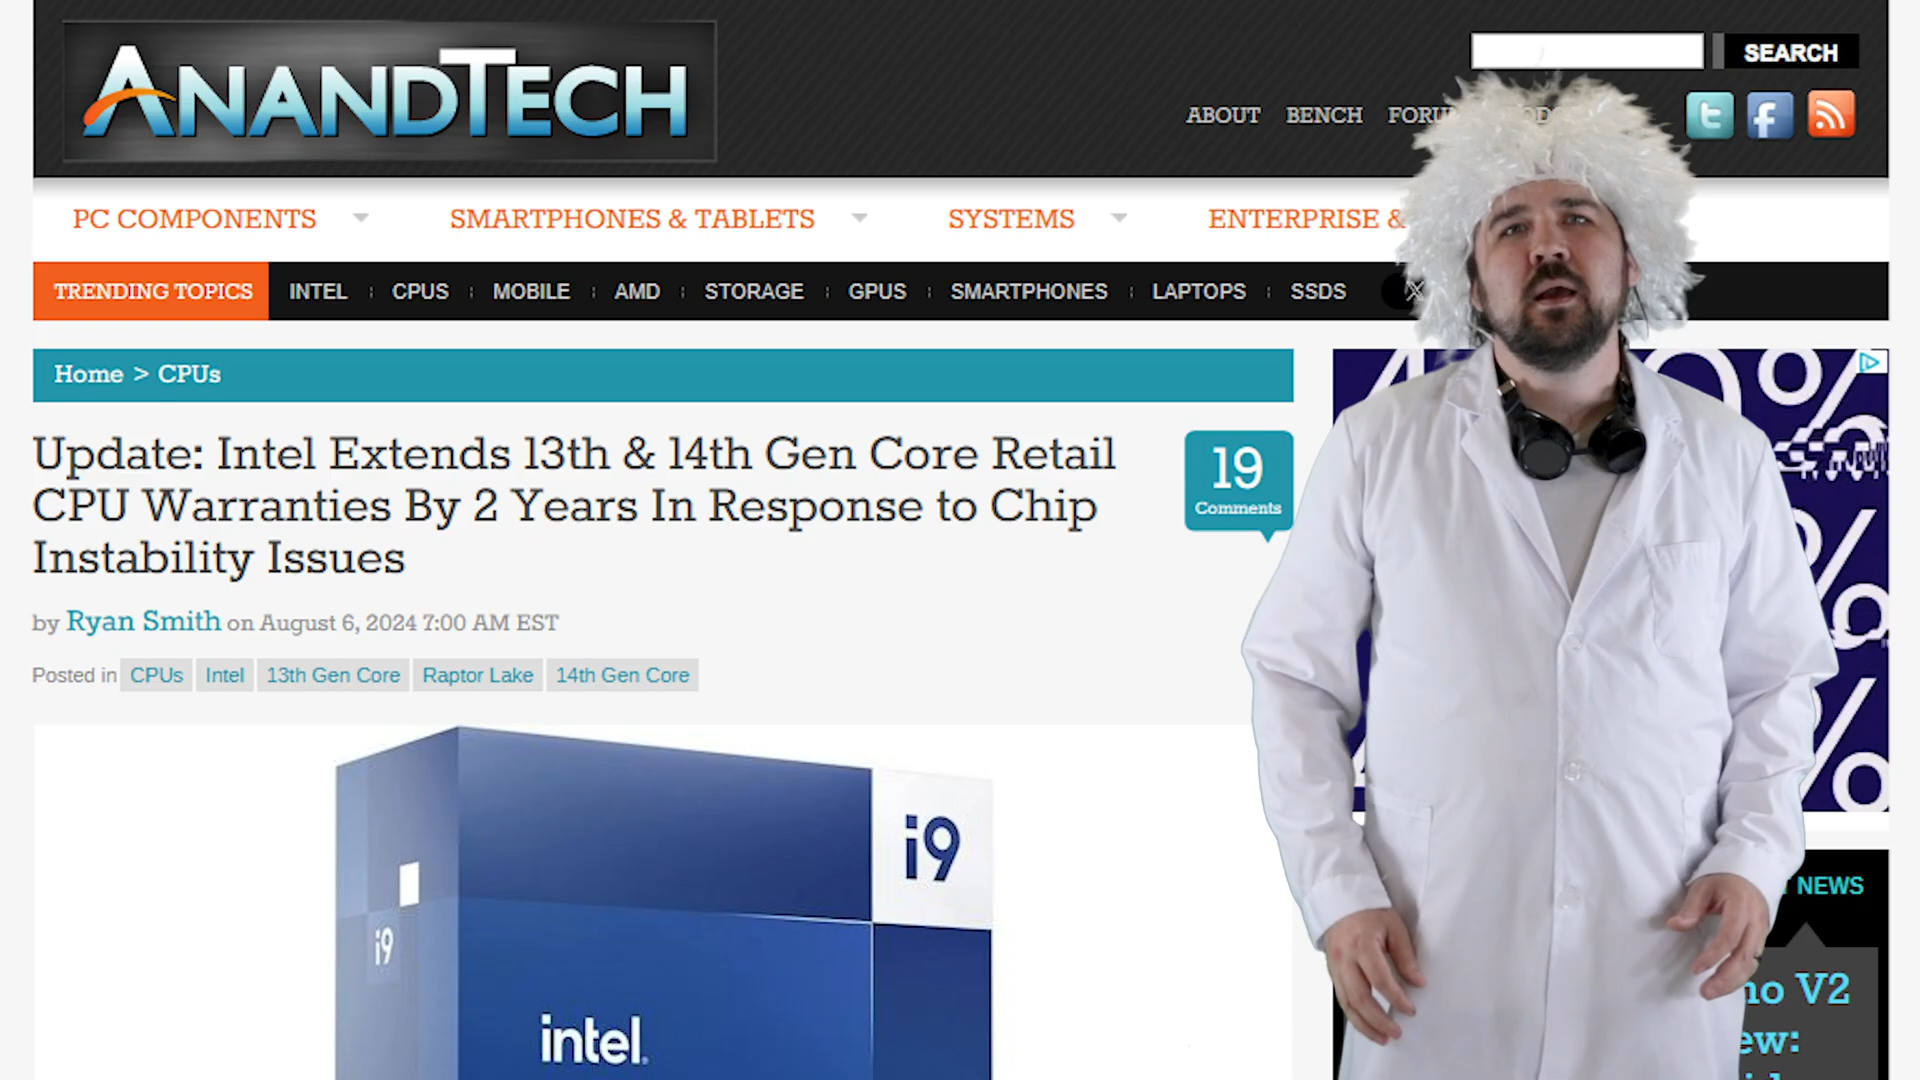 ANANDTECH
SEARCH
ABOUT BENCH
PC COMPONENTS SMARTPHONES & TABLETS SYSTEMS ENTERPRISE &
TRENDING TOPICS INTEL CPUS MOBILE AMD STORAGE GPUS SMARTPHONES LAPTOPS SSDS
Home > CPUs
Update: Intel Extends 13th & 14th Gen Core Retail
CPU Warranties By 2 Years In Response to Chip
Instability Issues
19
Comments
by Ryan Smith on August 6, 2024 7:00 AM EST
Posted in CPUs Intel 13th Gen Core Raptor Lake 14th Gen Core
i9
i9
intel.
NEWS
V2